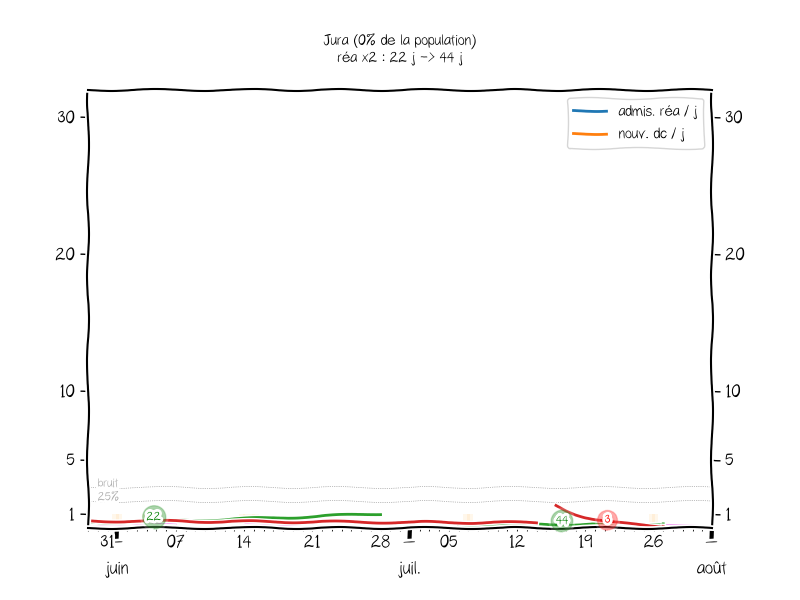 Jura (0% de la population)
réa x2 : 22 j -> 44 j
admis. réa / j
nouv. dc / j
30
30
20
20
10
10
5
5
bruit
25%
1
1
22
44
3
31
07
14
21
28
05
12
19
26
juin
juil.
août